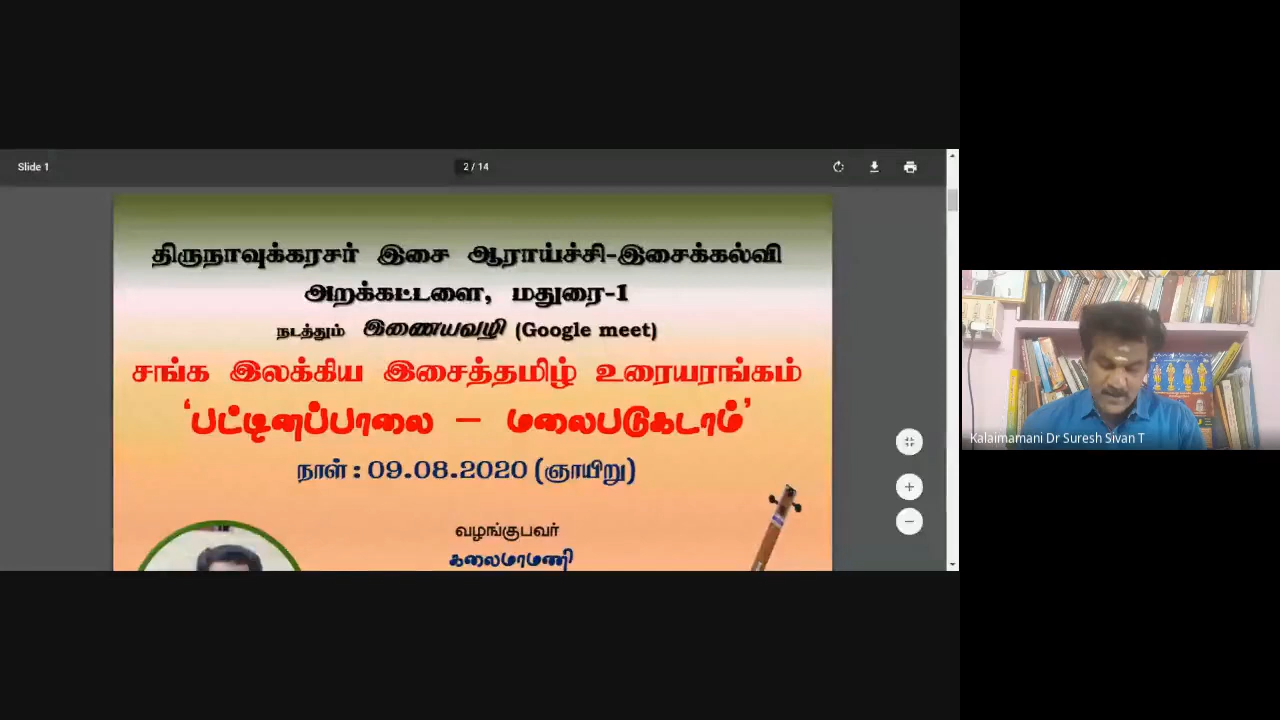 Slide 1
2 / 14
திருநாவுக்கரசர் இசை ஆராய்ச்சி-இசைக்கல்வி
அறக்கட்டளை, மதுரை-1
நடத்தும் இணையவழி (Google meet)
சங்க இலக்கிய இசைத்தமிழ் உரையரங்கம்
‘பட்டினப்பாலை – மலைபடுகடாம்’
நாள் : 09.08.2020 (ஞாயிறு)
வழங்குபவர்
கலைமாமணி
Kalaimamani Dr Suresh Sivan T